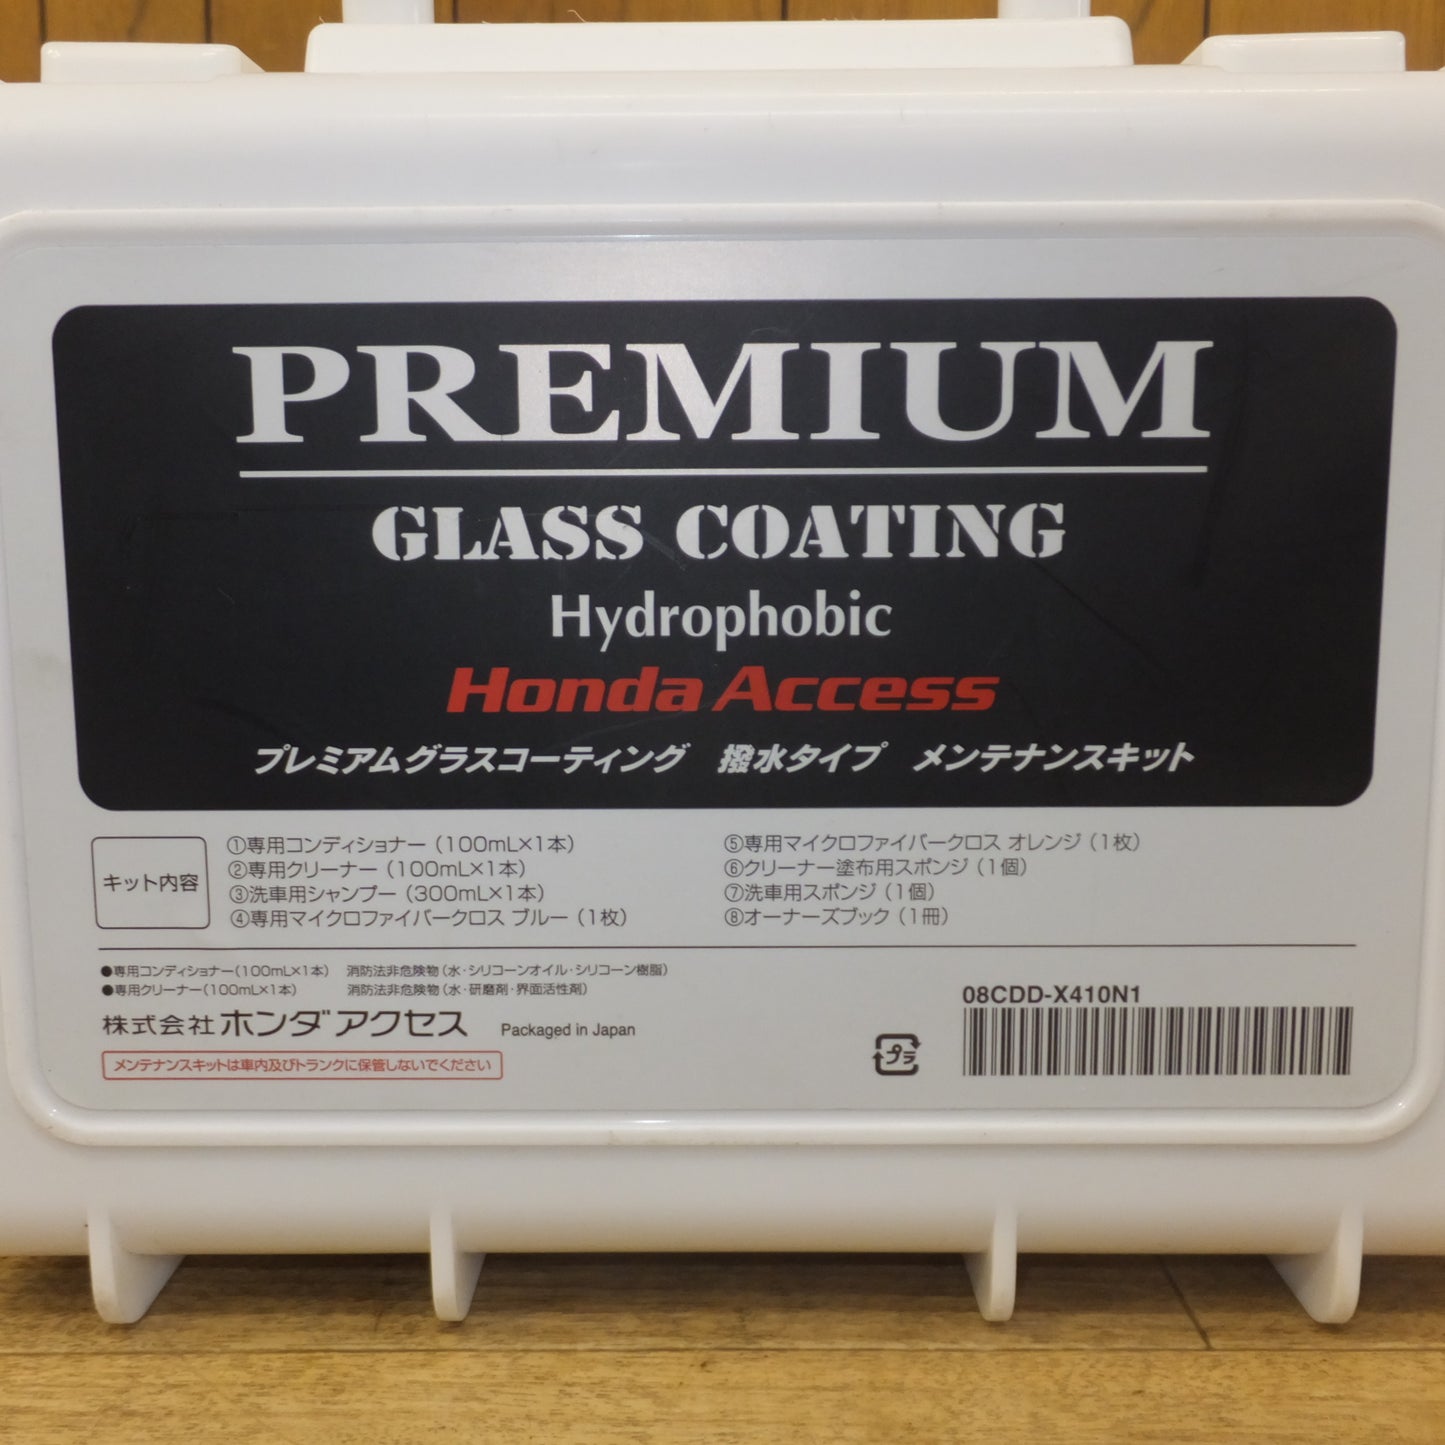 PREMIUM
GLASS COATING
Hydrophobic
Honda Access
プレミアムグラスコーティング 撥水タイプ メンテナンスキット
キット内容
①専用コンディショナー（100mL×1本）
②専用クリーナー（100mL×1本）
③洗車用シャンプー（300mL×1本）
④専用マイクロファイバークロス ブルー（1枚）
⑤専用マイクロファイバークロス オレンジ（1枚）
⑥クリーナー塗布用スポンジ（1個）
⑦洗車用スポンジ（1個）
⑧オーナーズブック（1冊）
●専用コンディショナー（100mL×1本） 消防法非危険物（水・シリコーンオイル・シリコーン樹脂）
●専用クリーナー（100mL×1本） 消防法非危険物（水・研磨剤・界面活性剤）
株式会社ホンダアクセス Packaged in Japan
メンテナンスキットは車内及びトランクに保管しないでください
プラ
08CDD-X410N1